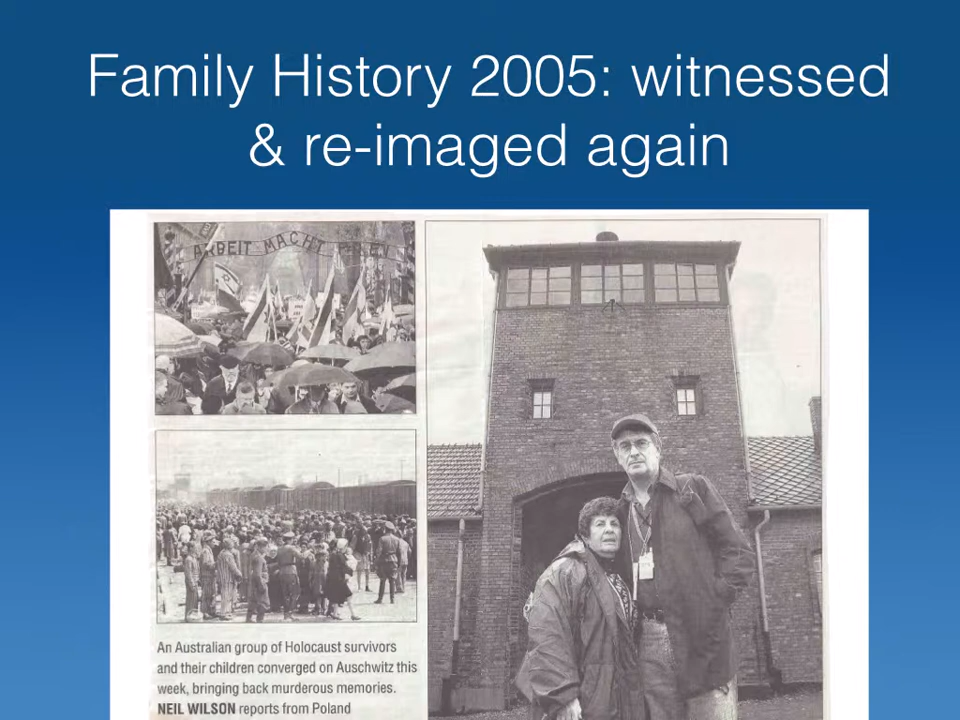 Family History 2005: witnessed
& re-imaged again
ARBEIT MACHT FREI
An Australian group of Holocaust survivors
and their children converged on Auschwitz this
week, bringing back murderous memories.
NEIL WILSON reports from Poland